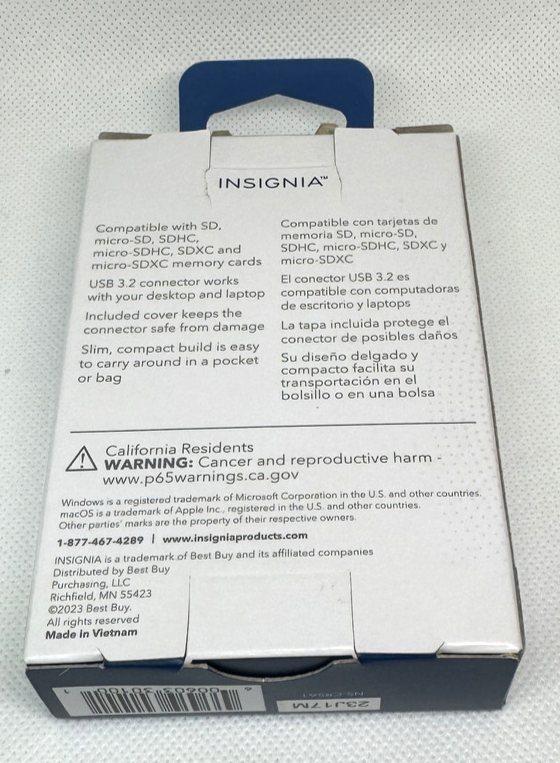 INSIGNIA™
Compatible with SD,
micro-SD, SDHC,
micro-SDHC, SDXC and
micro-SDXC memory cards
USB 3.2 connector works
with your desktop and laptop
Included cover keeps the
connector safe from damage
Slim, compact build is easy
to carry around in a pocket
or bag
Compatible con tarjetas de
memoria SD, micro-SD,
SDHC, micro-SDHC, SDXC y
micro-SDXC
El conector USB 3.2 es
compatible con computadoras
de escritorio y laptops
La tapa incluida protege el
conector de posibles daños
Su diseño delgado y
compacto facilita su
transportación en el
bolsillo o en una bolsa
California Residents
WARNING: Cancer and reproductive harm -
www.p65warnings.ca.gov
Windows is a registered trademark of Microsoft Corporation in the U.S. and other countries.
macOS is a trademark of Apple Inc., registered in the U.S. and other countries.
Other parties' marks are the property of their respective owners.
1-877-467-4289 | www.insigniaproducts.com
INSIGNIA is a trademark of Best Buy and its affiliated companies
Distributed by Best Buy
Purchasing, LLC
Richfield, MN 55423
©2023 Best Buy.
All rights reserved
Made in Vietnam
23J17M